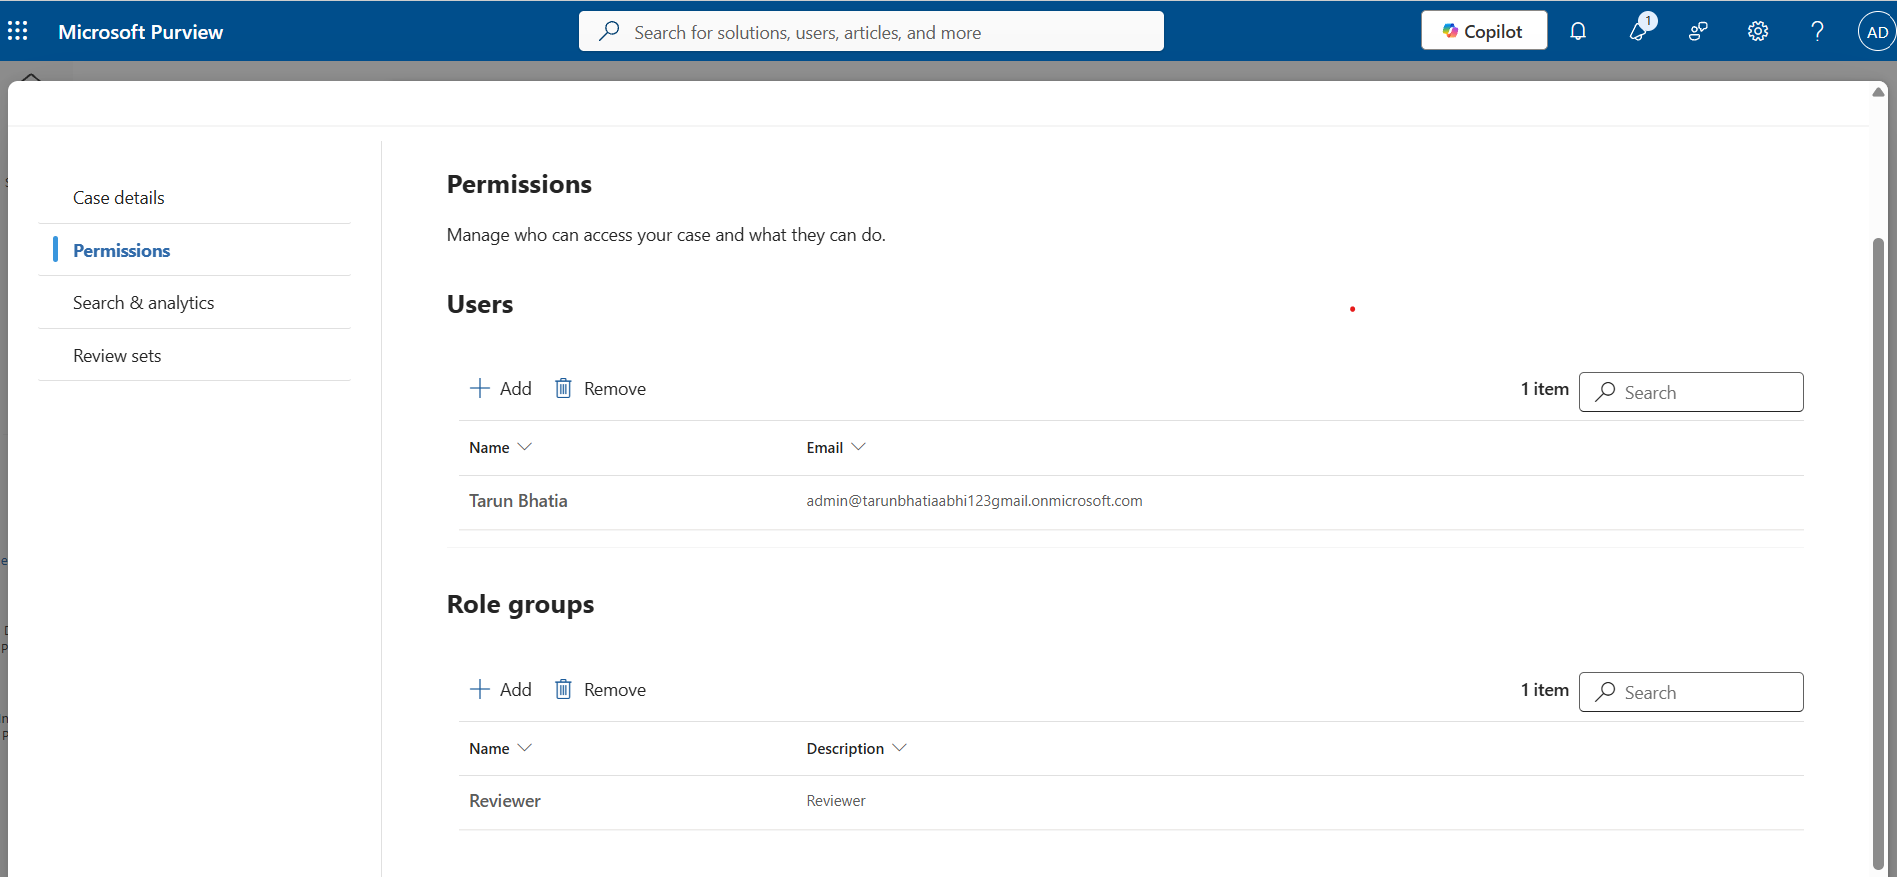 Microsoft Purview
Search for solutions, users, articles, and more
Copilot
1
AD
Case details
Permissions
Search & analytics
Review sets
Permissions
Manage who can access your case and what they can do.
Users
Add Remove
1 item
Search
Name Email
Tarun Bhatia admin@tarunbhatiaabhi123gmail.onmicrosoft.com
Role groups
Add Remove
1 item
Search
Name Description
Reviewer Reviewer